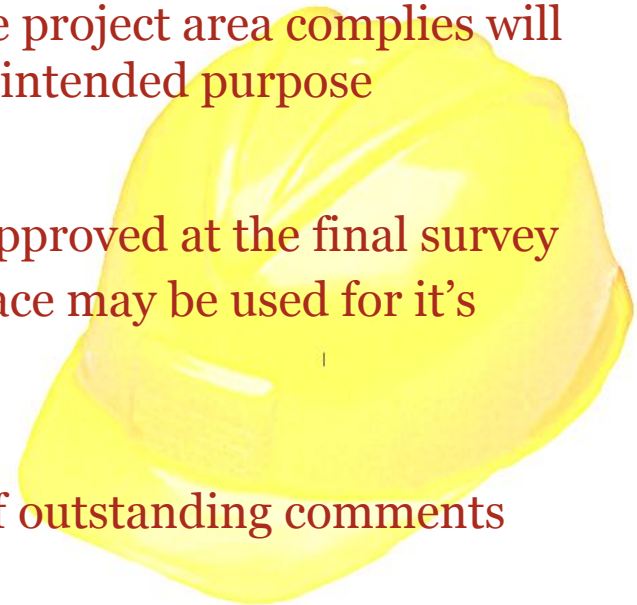 e project area complies will
intended purpose
pproved at the final survey
ace may be used for it’s
f outstanding comments